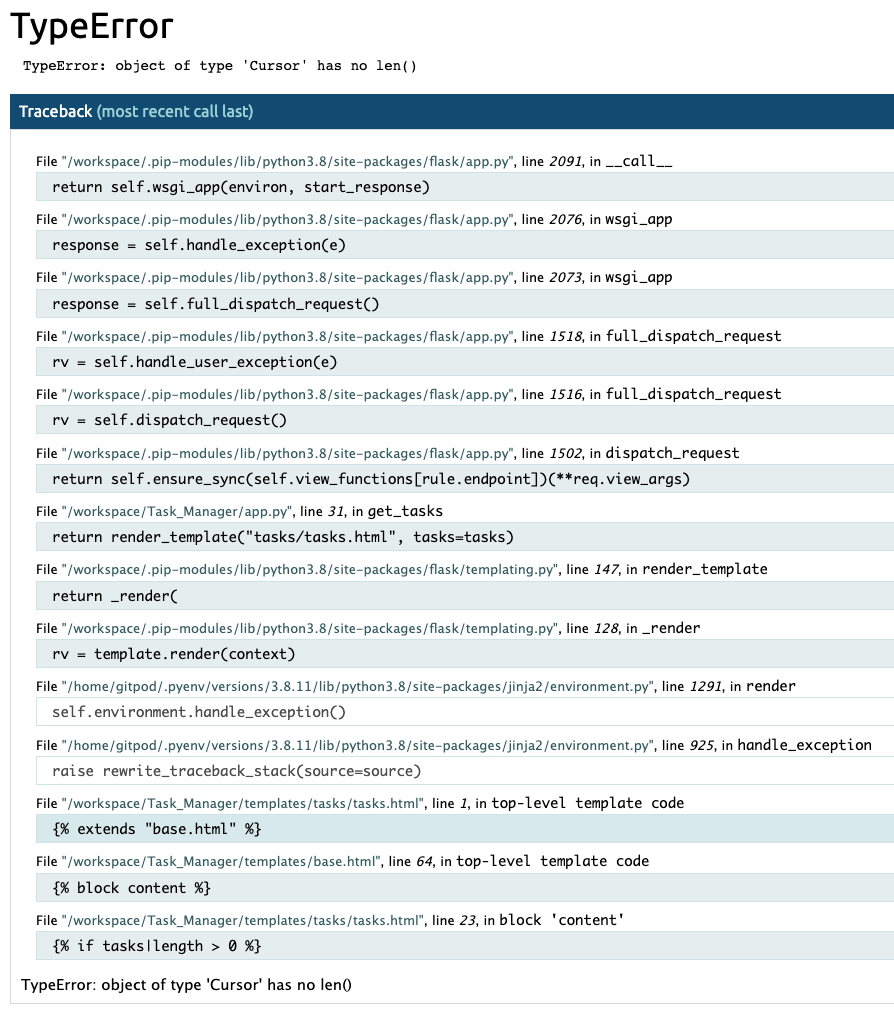 TypeError
TypeError: object of type 'Cursor' has no len()
Traceback (most recent call last)
File "/workspace/.pip-modules/lib/python3.8/site-packages/flask/app.py", line 2091, in __call__
return self.wsgi_app(environ, start_response)
File "/workspace/.pip-modules/lib/python3.8/site-packages/flask/app.py", line 2076, in wsgi_app
response = self.handle_exception(e)
File "/workspace/.pip-modules/lib/python3.8/site-packages/flask/app.py", line 2073, in wsgi_app
response = self.full_dispatch_request()
File "/workspace/.pip-modules/lib/python3.8/site-packages/flask/app.py", line 1518, in full_dispatch_request
rv = self.handle_user_exception(e)
File "/workspace/.pip-modules/lib/python3.8/site-packages/flask/app.py", line 1516, in full_dispatch_request
rv = self.dispatch_request()
File "/workspace/.pip-modules/lib/python3.8/site-packages/flask/app.py", line 1502, in dispatch_request
return self.ensure_sync(self.view_functions[rule.endpoint])(**req.view_args)
File "/workspace/Task_Manager/app.py", line 31, in get_tasks
return render_template("tasks/tasks.html", tasks=tasks)
File "/workspace/.pip-modules/lib/python3.8/site-packages/flask/templating.py", line 147, in render_template
return _render(
File "/workspace/.pip-modules/lib/python3.8/site-packages/flask/templating.py", line 128, in _render
rv = template.render(context)
File "/home/gitpod/.pyenv/versions/3.8.11/lib/python3.8/site-packages/jinja2/environment.py", line 1291, in render
self.environment.handle_exception()
File "/home/gitpod/.pyenv/versions/3.8.11/lib/python3.8/site-packages/jinja2/environment.py", line 925, in handle_exception
raise rewrite_traceback_stack(source=source)
File "/workspace/Task_Manager/templates/tasks/tasks.html", line 1, in top-level template code
{% extends "base.html" %}
File "/workspace/Task_Manager/templates/base.html", line 64, in top-level template code
{% block content %}
File "/workspace/Task_Manager/templates/tasks/tasks.html", line 23, in block 'content'
{% if tasks|length > 0 %}
TypeError: object of type 'Cursor' has no len()